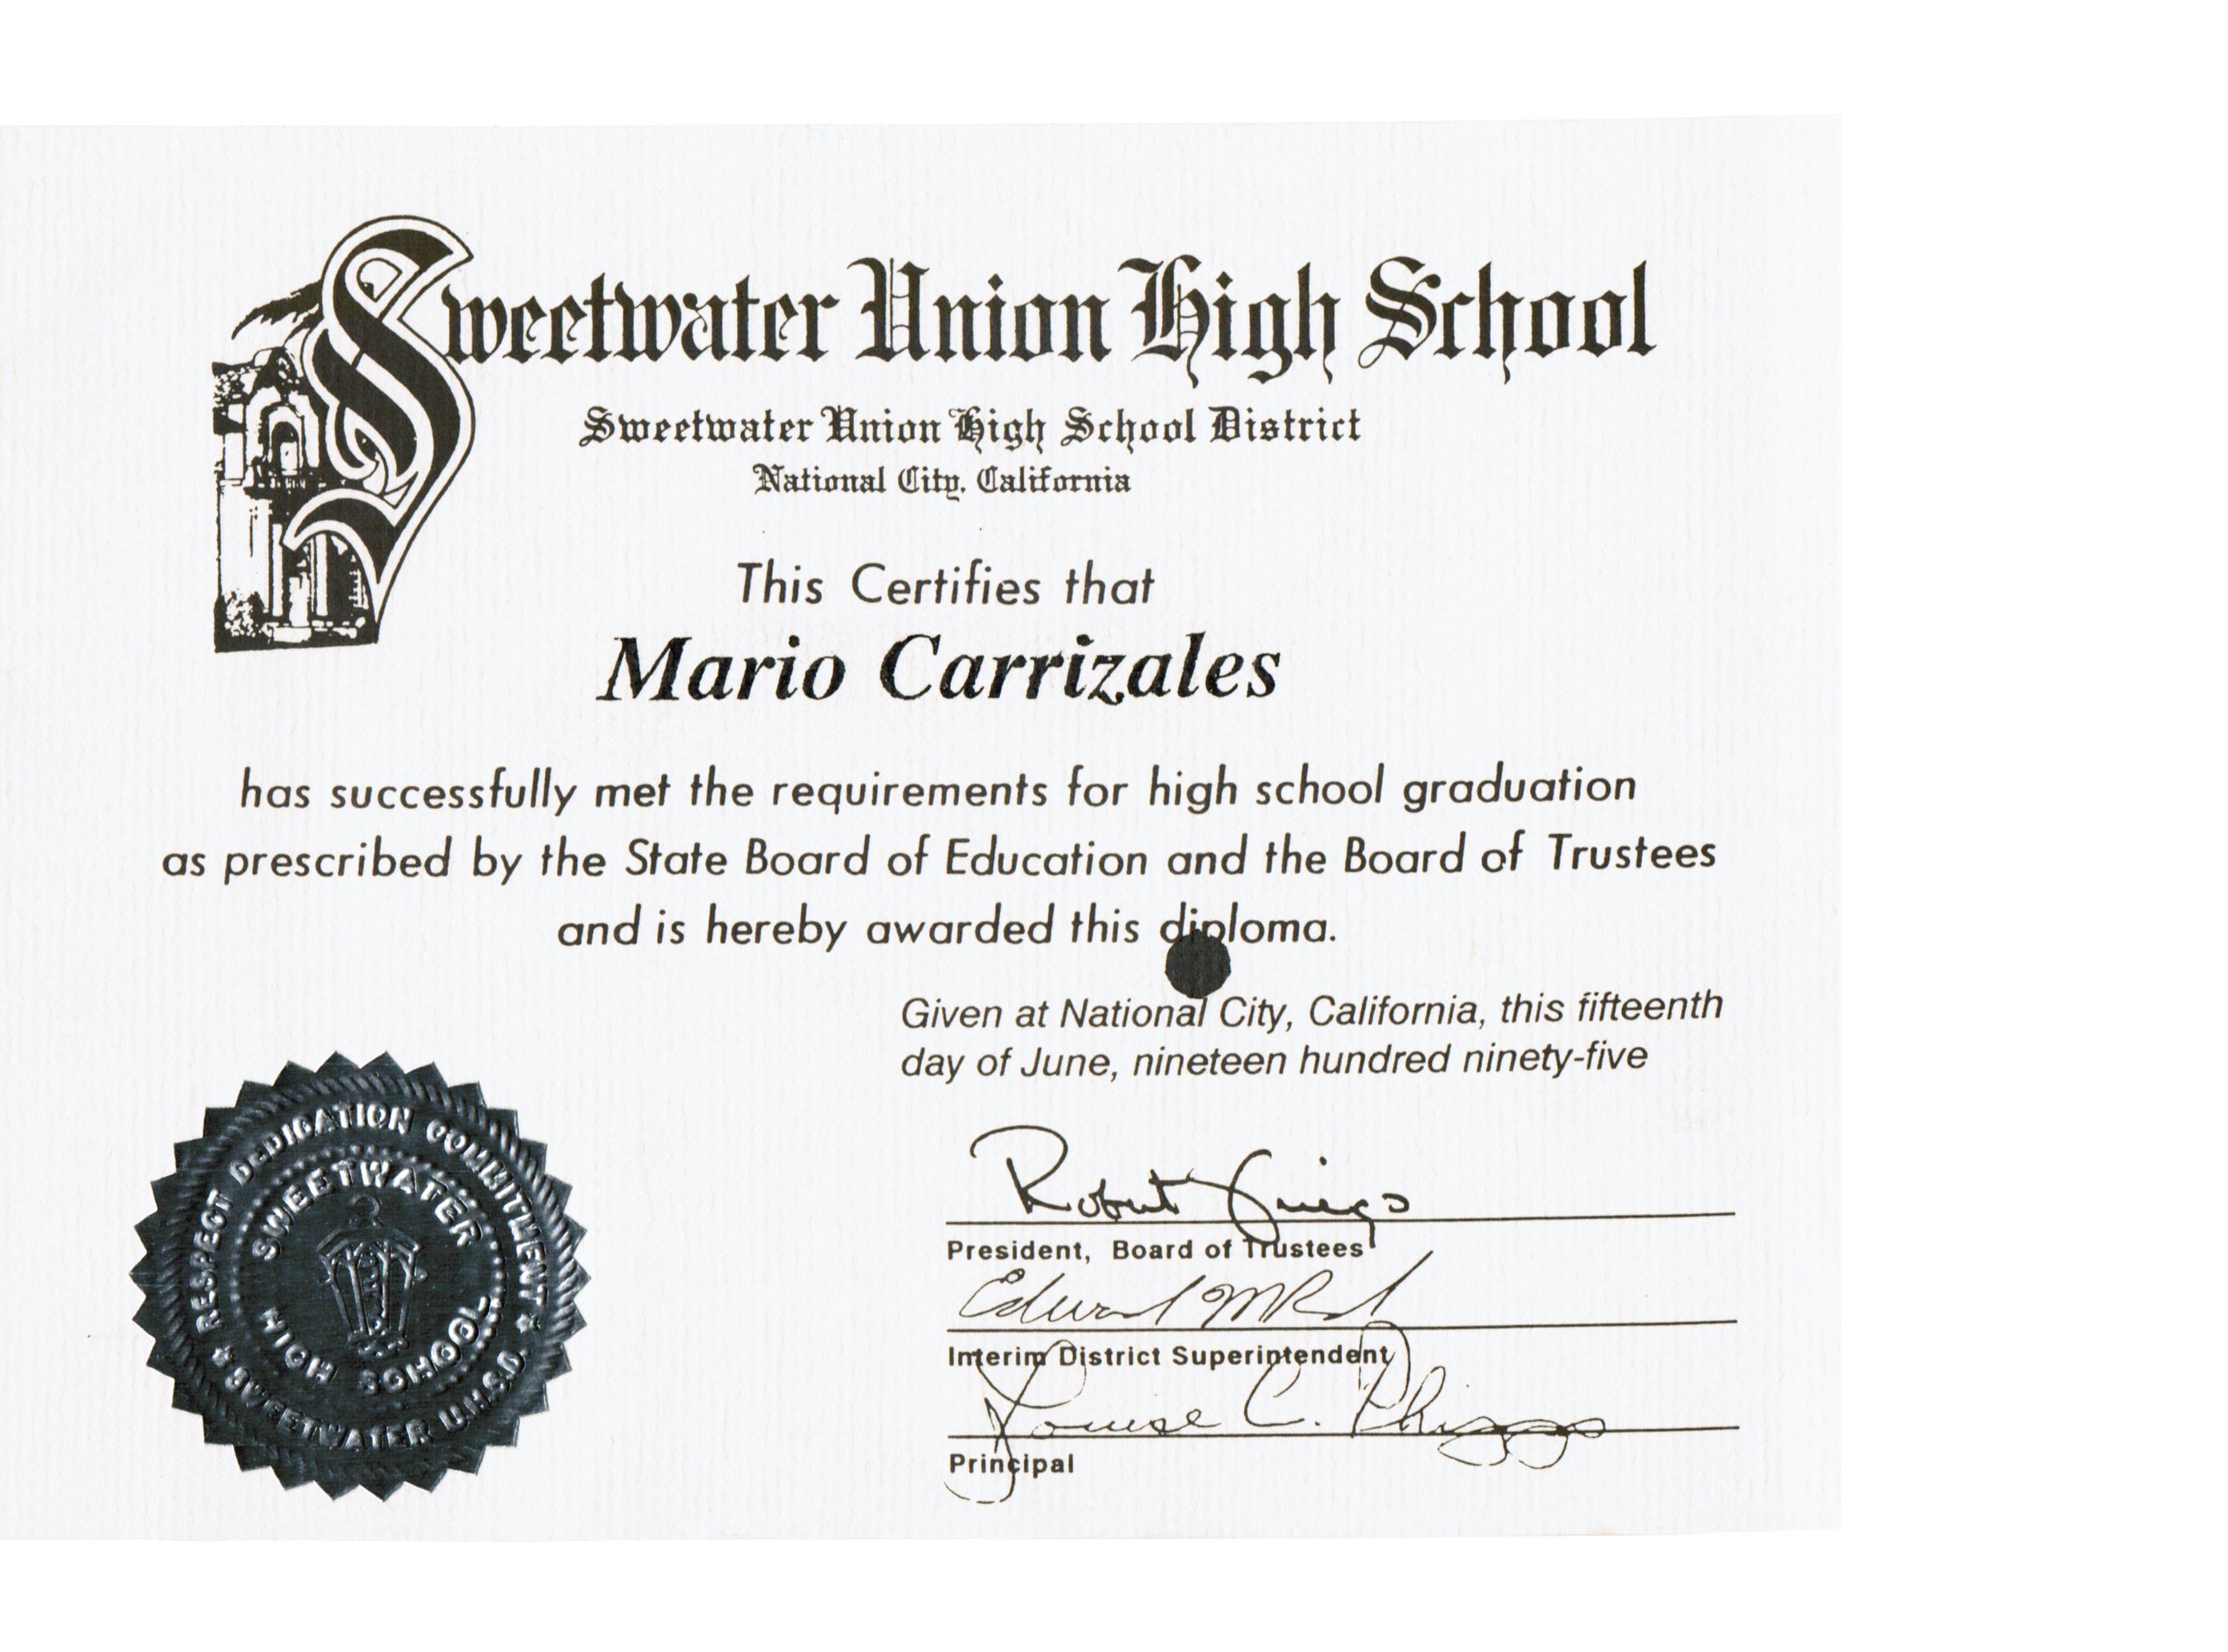 Sweetwater Union High School
Sweetwater Union High School District
National City, California
This Certifies that
Mario Carrizales
has successfully met the requirements for high school graduation
as prescribed by the State Board of Education and the Board of Trustees
and is hereby awarded this diploma.
Given at National City, California, this fifteenth
day of June, nineteen hundred ninety-five
RESPECT DEDICATION COMMITMENT
SWEETWATER
HIGH SCHOOL
SWEETWATER U.H.S.D.
Robert
President, Board of Trustees
Edward
Interim District Superintendent
Louise C. Phipps
Principal